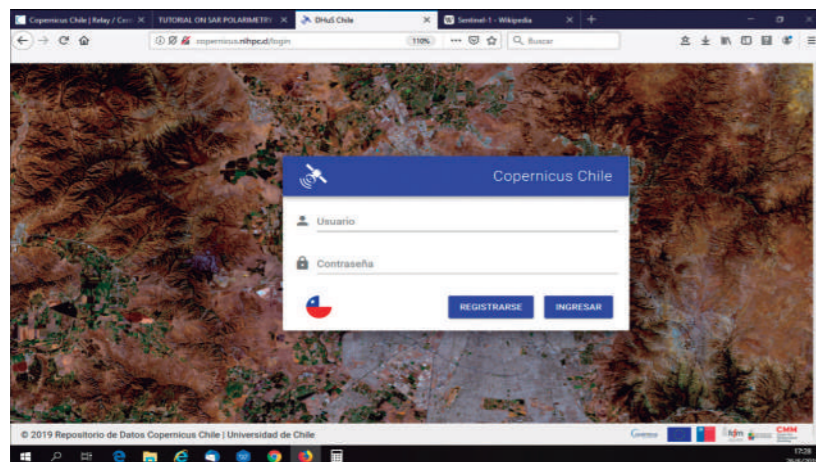 Copernicus Chile | Relay / Cen
TUTORIAL ON SAR POLARIMETRY
DHuS Chile
Sentinel-1 - Wikipedia
copernicus.nlhpc.cl/login
110%
Buscar
Copernicus Chile
Usuario
Contraseña
REGISTRARSE
INGRESAR
© 2019 Repositorio de Datos Copernicus Chile | Universidad de Chile
CMM
17:28